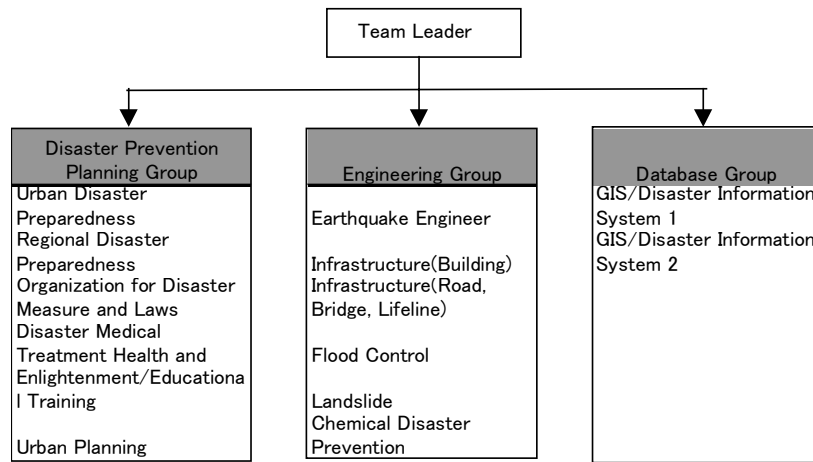 Team Leader
Disaster Prevention
Planning Group
Urban Disaster
Preparedness
Regional Disaster
Preparedness
Organization for Disaster
Measure and Laws
Disaster Medical
Treatment Health and
Enlightenment/Educationa
l Training
Urban Planning
Engineering Group
Earthquake Engineer
Infrastructure(Building)
Infrastructure(Road,
Bridge, Lifeline)
Flood Control
Landslide
Chemical Disaster
Prevention
Database Group
GIS/Disaster Information
System 1
GIS/Disaster Information
System 2